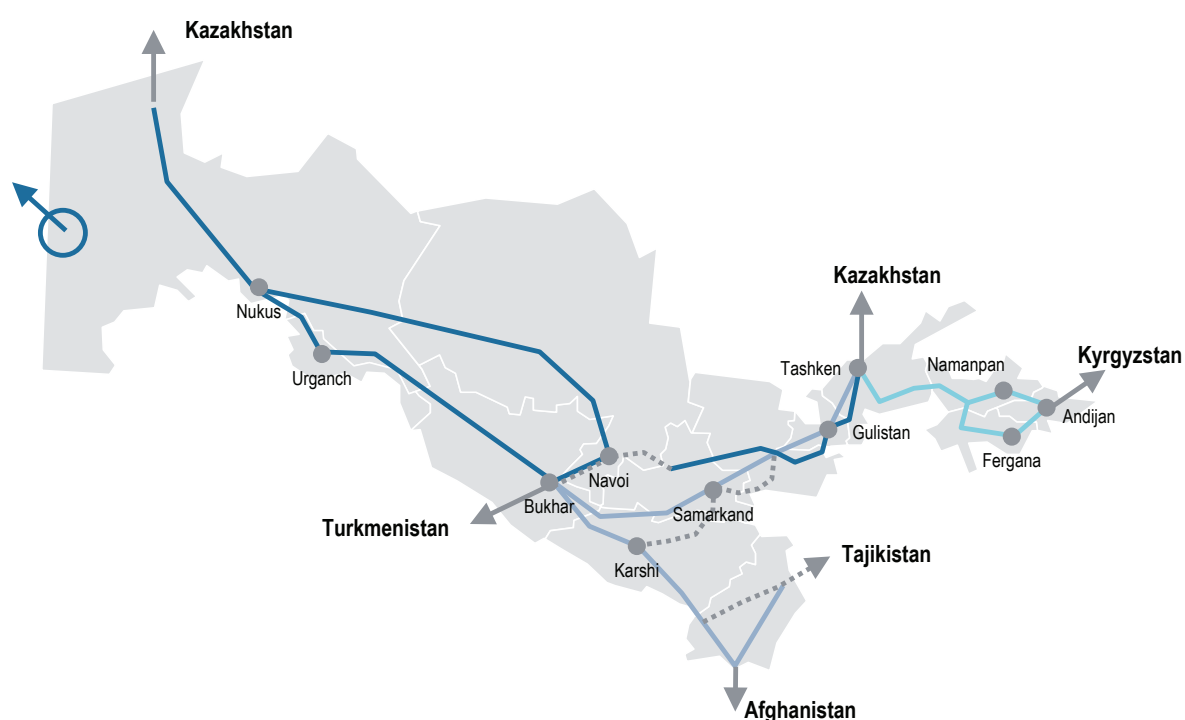 Kazakhstan
Kazakhstan
Nukus
Tashken
Namanpan
Kyrgyzstan
Urganch
Andijan
Gulistan
Fergana
Navoi
Bukhar
Samarkand
Turkmenistan
Tajikistan
Karshi
Afghanistan